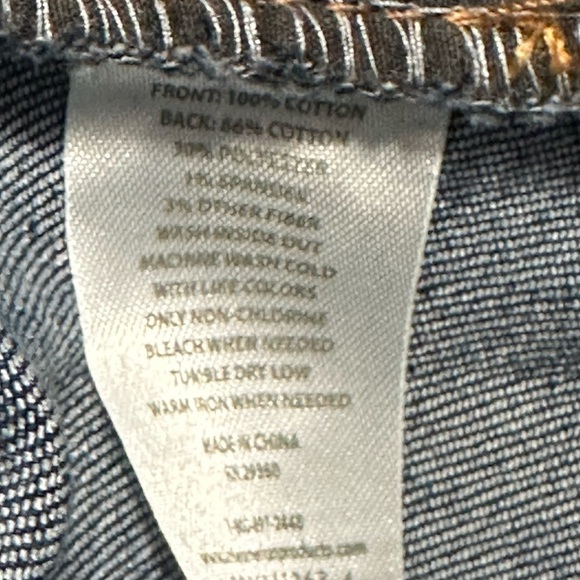 FRONT: 100% COTTON
BACK: 86% COTTON
10% POLYESTER
1% SPANDEX
3% OTHER FIBER
WASH INSIDE OUT
MACHINE WASH COLD
WITH LIKE COLORS
ONLY NON-CHLORINE
BLEACH WHEN NEEDED
TUMBLE DRY LOW
WARM IRON WHEN NEEDED
MADE IN CHINA